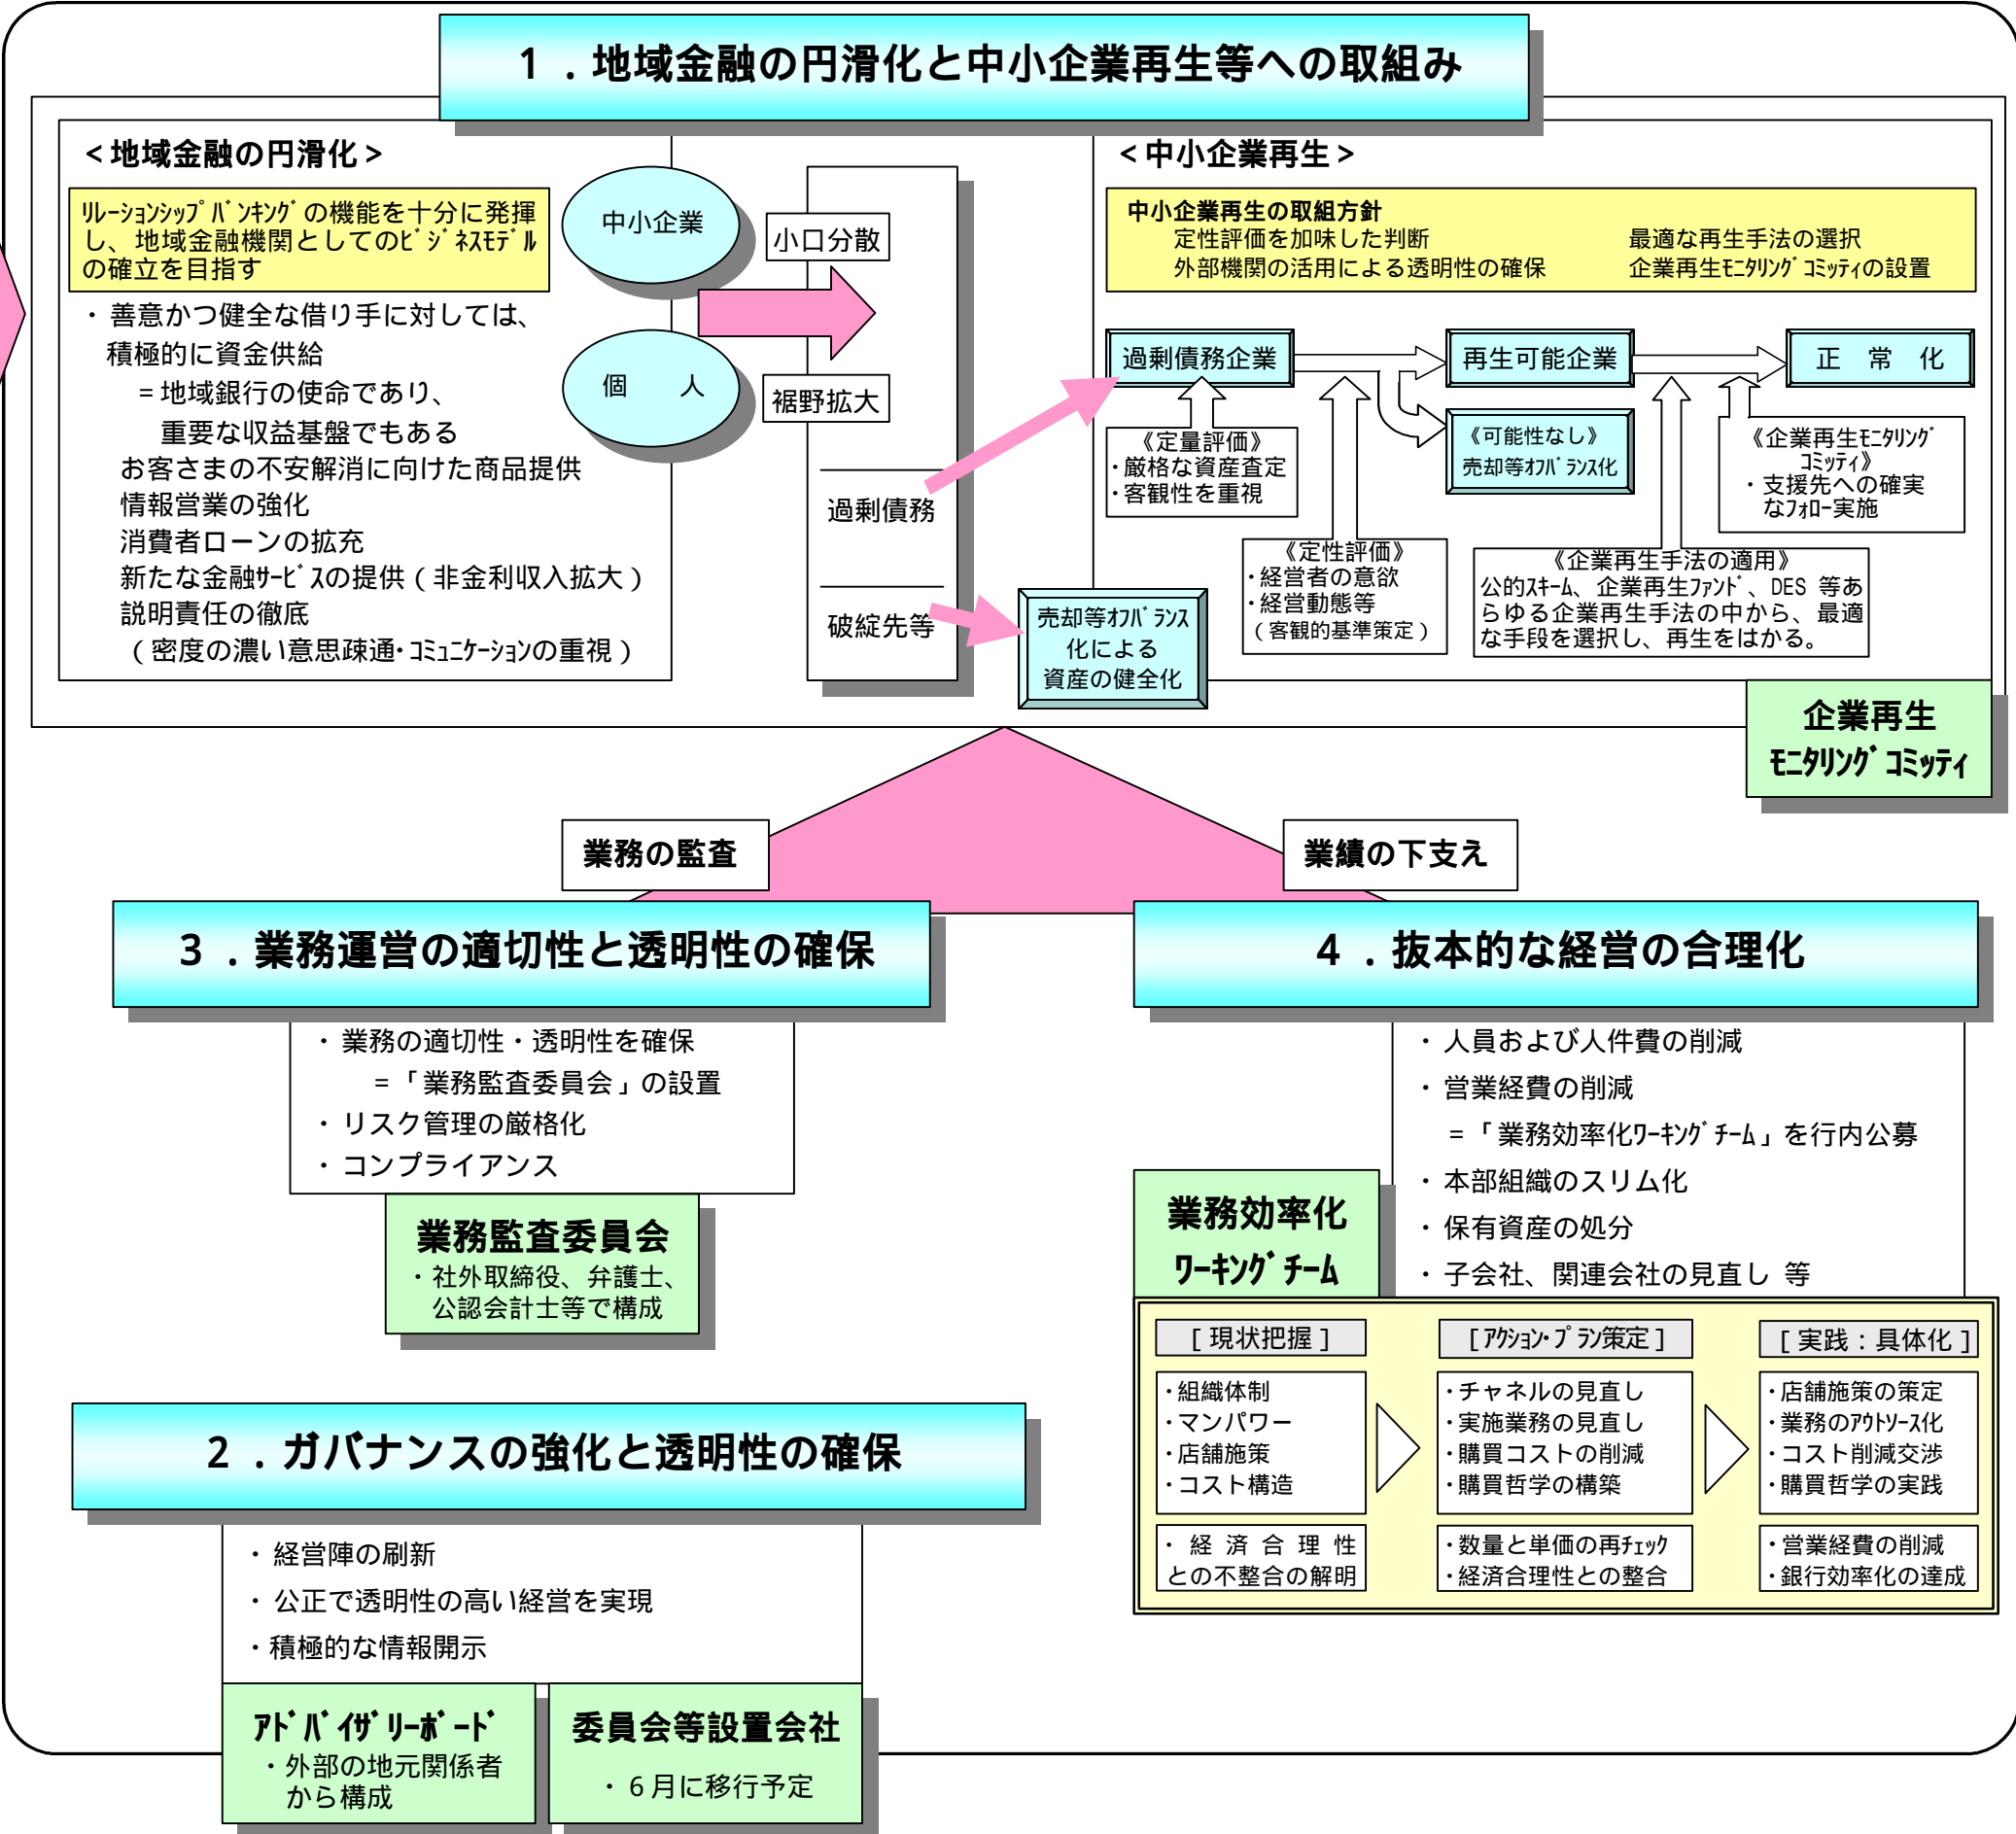 １．地域金融の円滑化と中小企業再生等への取組み
＜地域金融の円滑化＞
ﾘﾚｰｼｮﾝｼｯﾌﾟﾊﾞﾝｷﾝｸﾞの機能を十分に発揮
し、地域金融機関としてのﾋﾞｼﾞﾈｽﾓﾃﾞﾙ
の確立を目指す
・善意かつ健全な借り手に対しては、
積極的に資金供給
＝地域銀行の使命であり、
重要な収益基盤でもある
お客さまの不安解消に向けた商品提供
情報営業の強化
消費者ローンの拡充
新たな金融ｻｰﾋﾞｽの提供（非金利収入拡大）
説明責任の徹底
（密度の濃い意思疎通・ｺﾐｭﾆｹｰｼｮﾝの重視）
中小企業
個　人
小口分散
裾野拡大
過剰債務
破綻先等
売却等ｵﾌﾊﾞﾗﾝｽ
化による
資産の健全化
＜中小企業再生＞
中小企業再生の取組方針
定性評価を加味した判断　最適な再生手法の選択
外部機関の活用による透明性の確保　企業再生ﾓﾆﾀﾘﾝｸﾞｺﾐｯﾃｨの設置
過剰債務企業
再生可能企業
正　常　化
《可能性なし》
売却等ｵﾌﾊﾞﾗﾝｽ化
《定量評価》
・厳格な資産査定
・客観性を重視
《定性評価》
・経営者の意欲
・経営動態等
（客観的基準策定）
《企業再生手法の適用》
公的ｽｷｰﾑ、企業再生ﾌｧﾝﾄﾞ、DES 等あ
らゆる企業再生手法の中から、最適
な手段を選択し、再生をはかる。
《企業再生ﾓﾆﾀﾘﾝｸﾞ
ｺﾐｯﾃｨ》
・支援先への確実
なﾌｫﾛｰ実施
企業再生
ﾓﾆﾀﾘﾝｸﾞｺﾐｯﾃｨ
業務の監査
業績の下支え
３．業務運営の適切性と透明性の確保
・業務の適切性・透明性を確保
＝「業務監査委員会」の設置
・リスク管理の厳格化
・コンプライアンス
業務監査委員会
・社外取締役、弁護士、
公認会計士等で構成
４．抜本的な経営の合理化
・人員および人件費の削減
・営業経費の削減
＝「業務効率化ﾜｰｷﾝｸﾞﾁｰﾑ」を行内公募
・本部組織のスリム化
・保有資産の処分
・子会社、関連会社の見直し 等
業務効率化
ﾜｰｷﾝｸﾞﾁｰﾑ
［現状把握］
・組織体制
・マンパワー
・店舗施策
・コスト構造
・経済合理性
との不整合の解明
［ｱｸｼｮﾝ・ﾌﾟﾗﾝ策定］
・チャネルの見直し
・実施業務の見直し
・購買コストの削減
・購買哲学の構築
・数量と単価の再ﾁｪｯｸ
・経済合理性との整合
［実践：具体化］
・店舗施策の策定
・業務のｱｳﾄｿｰｽ化
・コスト削減交渉
・購買哲学の実践
・営業経費の削減
・銀行効率化の達成
２．ガバナンスの強化と透明性の確保
・経営陣の刷新
・公正で透明性の高い経営を実現
・積極的な情報開示
ｱﾄﾞﾊﾞｲｻﾞﾘｰﾎﾞｰﾄﾞ
・外部の地元関係者
から構成
委員会等設置会社
・６月に移行予定